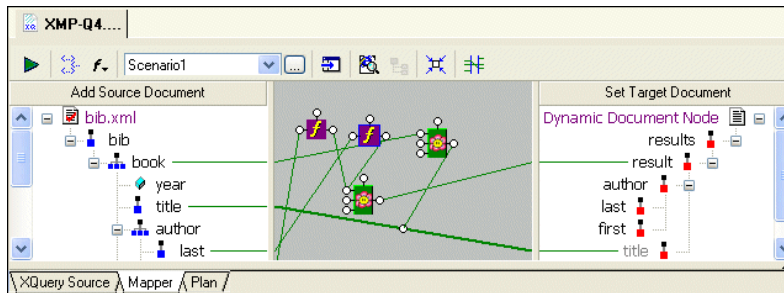 XMP-Q4....
Scenario1
...
Add Source Document
Set Target Document
bib.xml
Dynamic Document Node
bib
results
book
result
year
author
title
last
author
first
last
title
XQuery Source
Mapper
Plan